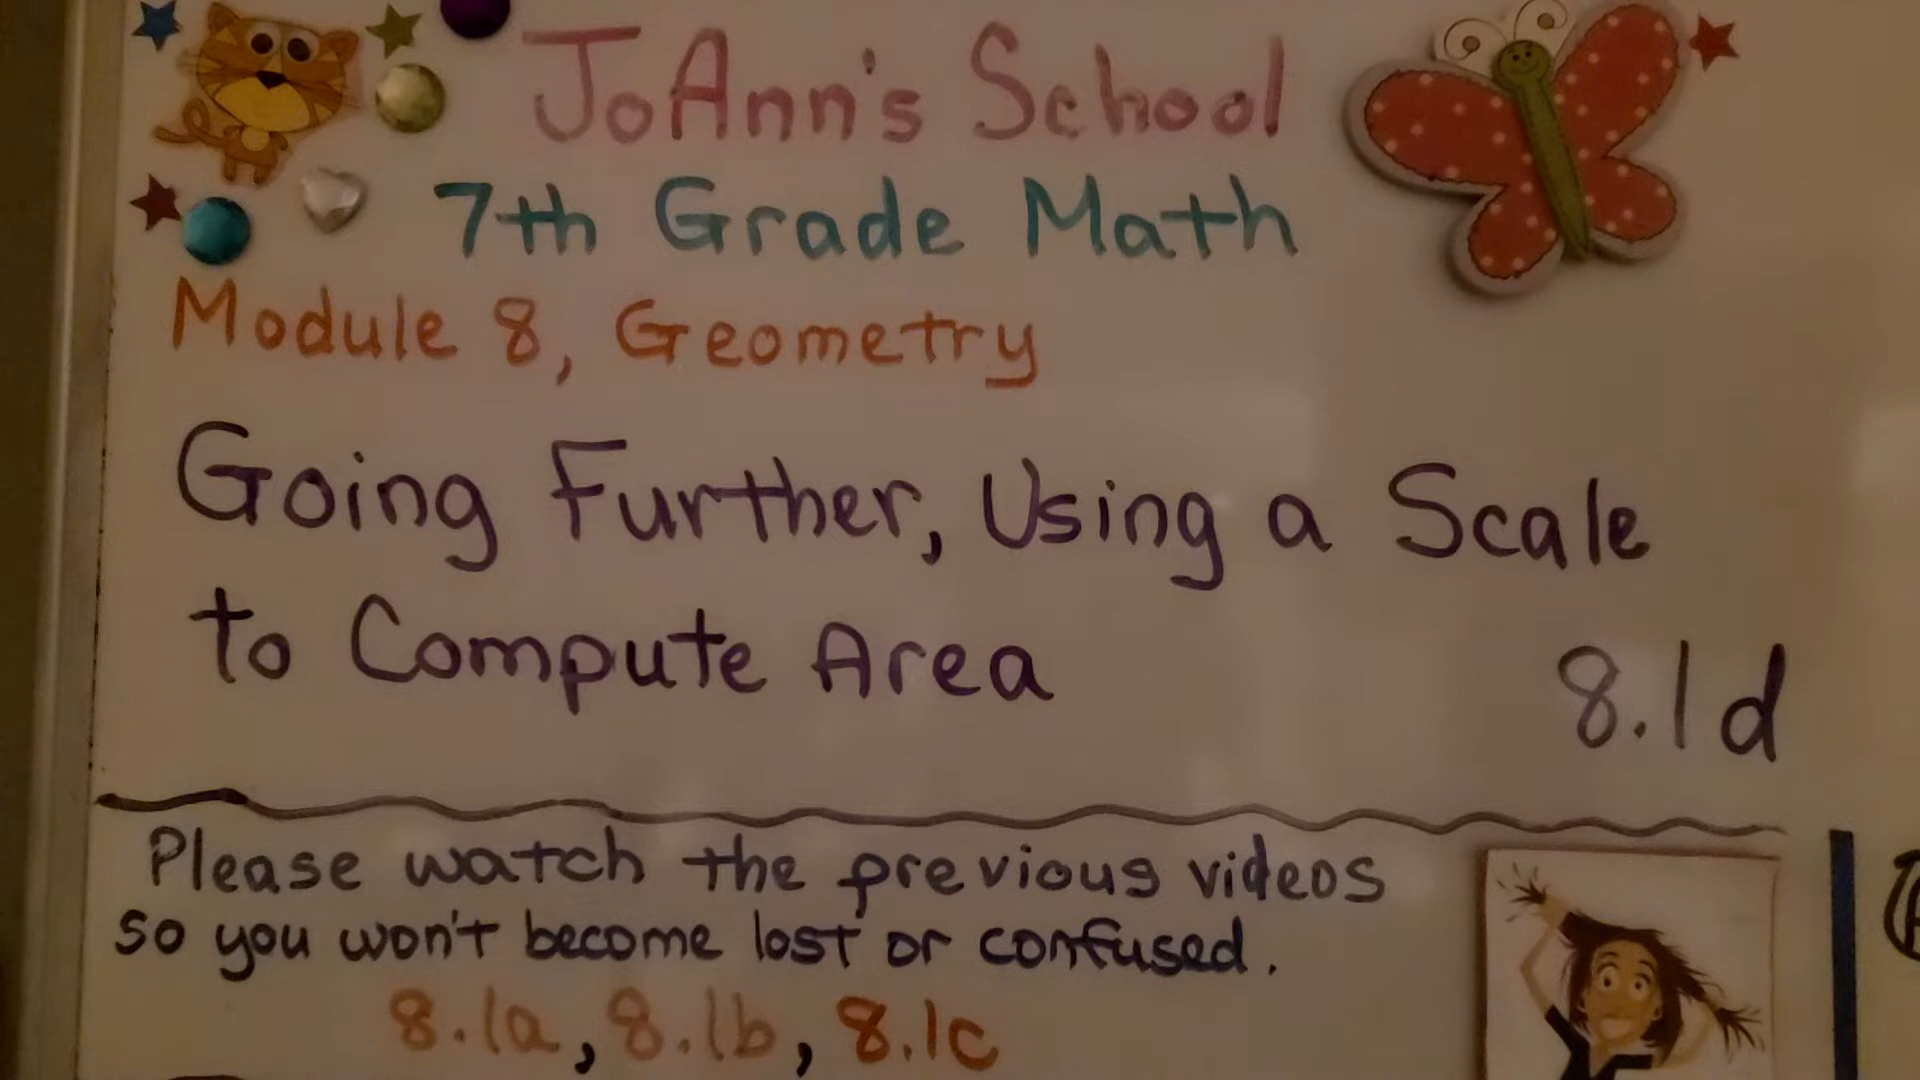 JoAnn's School
7th Grade Math
Module 8, Geometry
Going Further, Using a Scale
to Compute Area
8.1d
Please watch the previous videos
so you won't become lost or confused.
8.1a, 8.1b, 8.1c